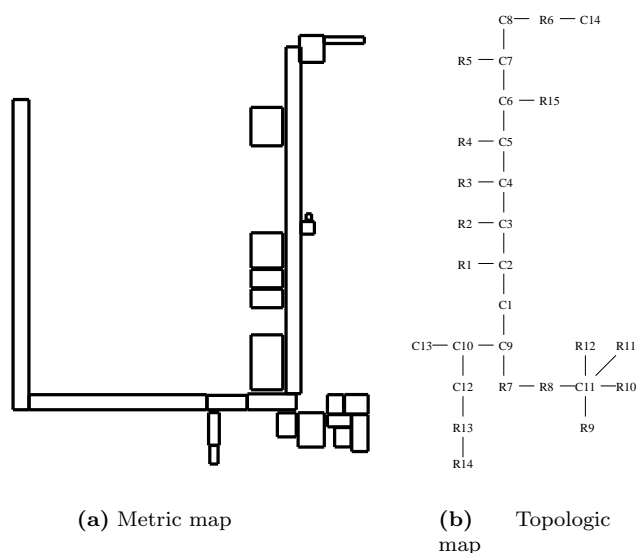 C8 R6 C14
R5 C7
C6 R15
R4 C5
R3 C4
R2 C3
R1 C2
C1
C13 C10 C9 R12 R11
C12 R7 R8 C11 R10
R13 R9
R14
(a) Metric map
(b) Topologic
map